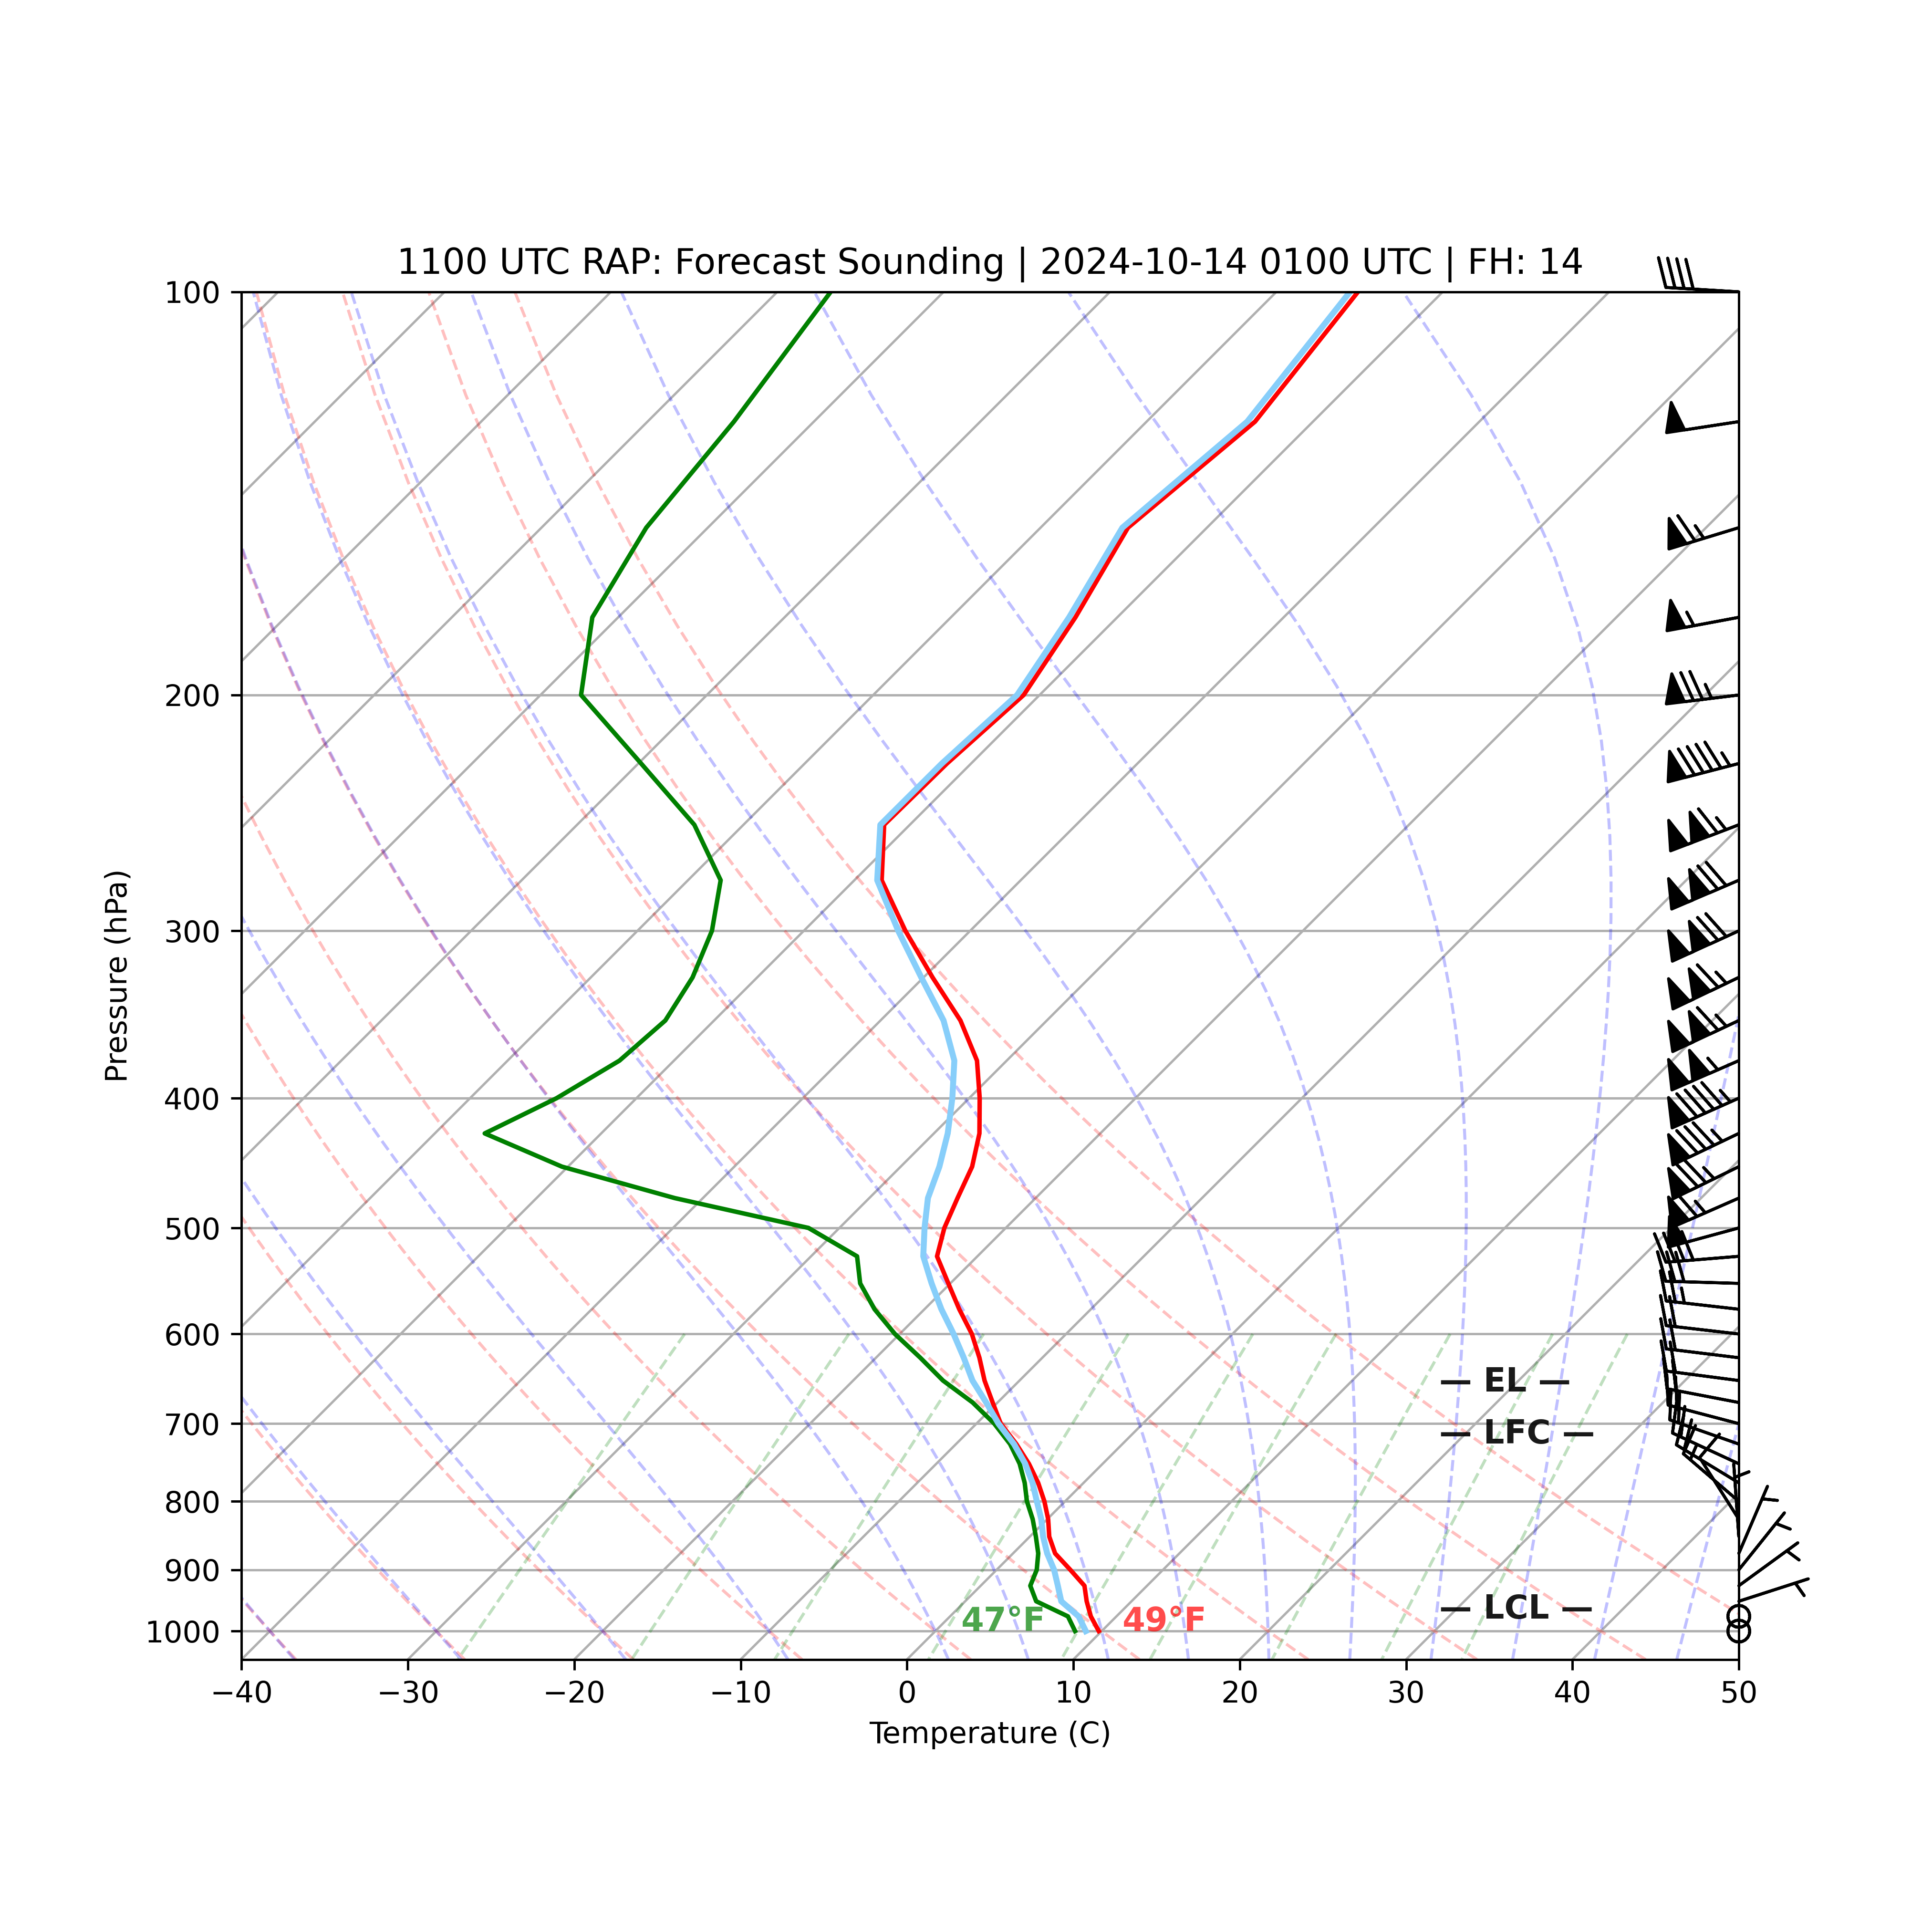 1100 UTC RAP: Forecast Sounding | 2024-10-14 0100 UTC | FH: 14
100
200
300
400
500
600
700
800
900
1000
Pressure (hPa)
— EL —
— LFC —
— LCL —
47°F
49°F
−40 −30 −20 −10 0 10 20 30 40 50
Temperature (C)